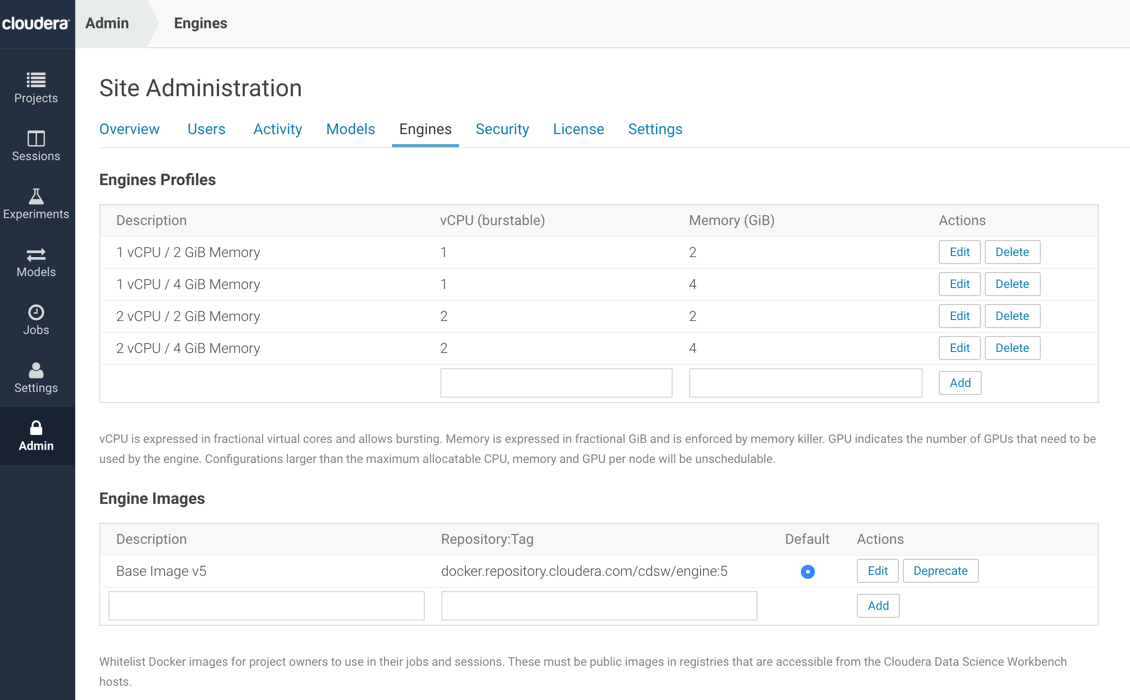 cloudera
Admin
Engines
Projects
Sessions
Experiments
Models
Jobs
Settings
Admin
Site Administration
Overview Users Activity Models Engines Security License Settings
Engines Profiles
Description vCPU (burstable) Memory (GiB) Actions
1 vCPU / 2 GiB Memory 1 2 Edit Delete
1 vCPU / 4 GiB Memory 1 4 Edit Delete
2 vCPU / 2 GiB Memory 2 2 Edit Delete
2 vCPU / 4 GiB Memory 2 4 Edit Delete
Add
vCPU is expressed in fractional virtual cores and allows bursting. Memory is expressed in fractional GiB and is enforced by memory killer. GPU indicates the number of GPUs that need to be
used by the engine. Configurations larger than the maximum allocatable CPU, memory and GPU per node will be unschedulable.
Engine Images
Description Repository:Tag Default Actions
Base Image v5 docker.repository.cloudera.com/cdsw/engine:5 Edit Deprecate
Add
Whitelist Docker images for project owners to use in their jobs and sessions. These must be public images in registries that are accessible from the Cloudera Data Science Workbench
hosts.